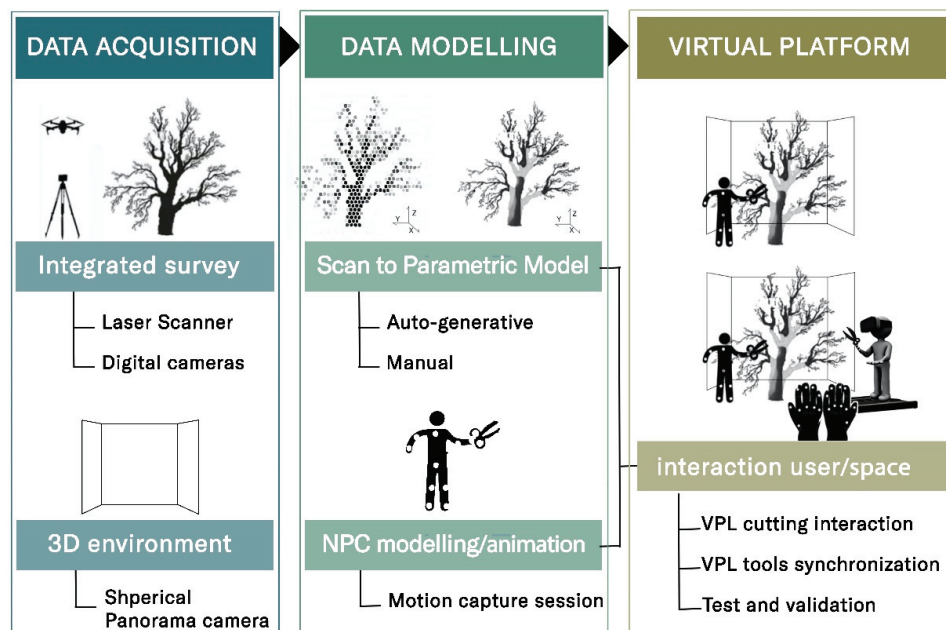 DATA ACQUISITION
Integrated survey
Laser Scanner
Digital cameras
3D environment
Shperical
Panorama camera
DATA MODELLING
Z
Y
X
Z
Y
X
Scan to Parametric Model
Auto-generative
Manual
NPC modelling/animation
Motion capture session
VIRTUAL PLATFORM
interaction user/space
VPL cutting interaction
VPL tools synchronization
Test and validation